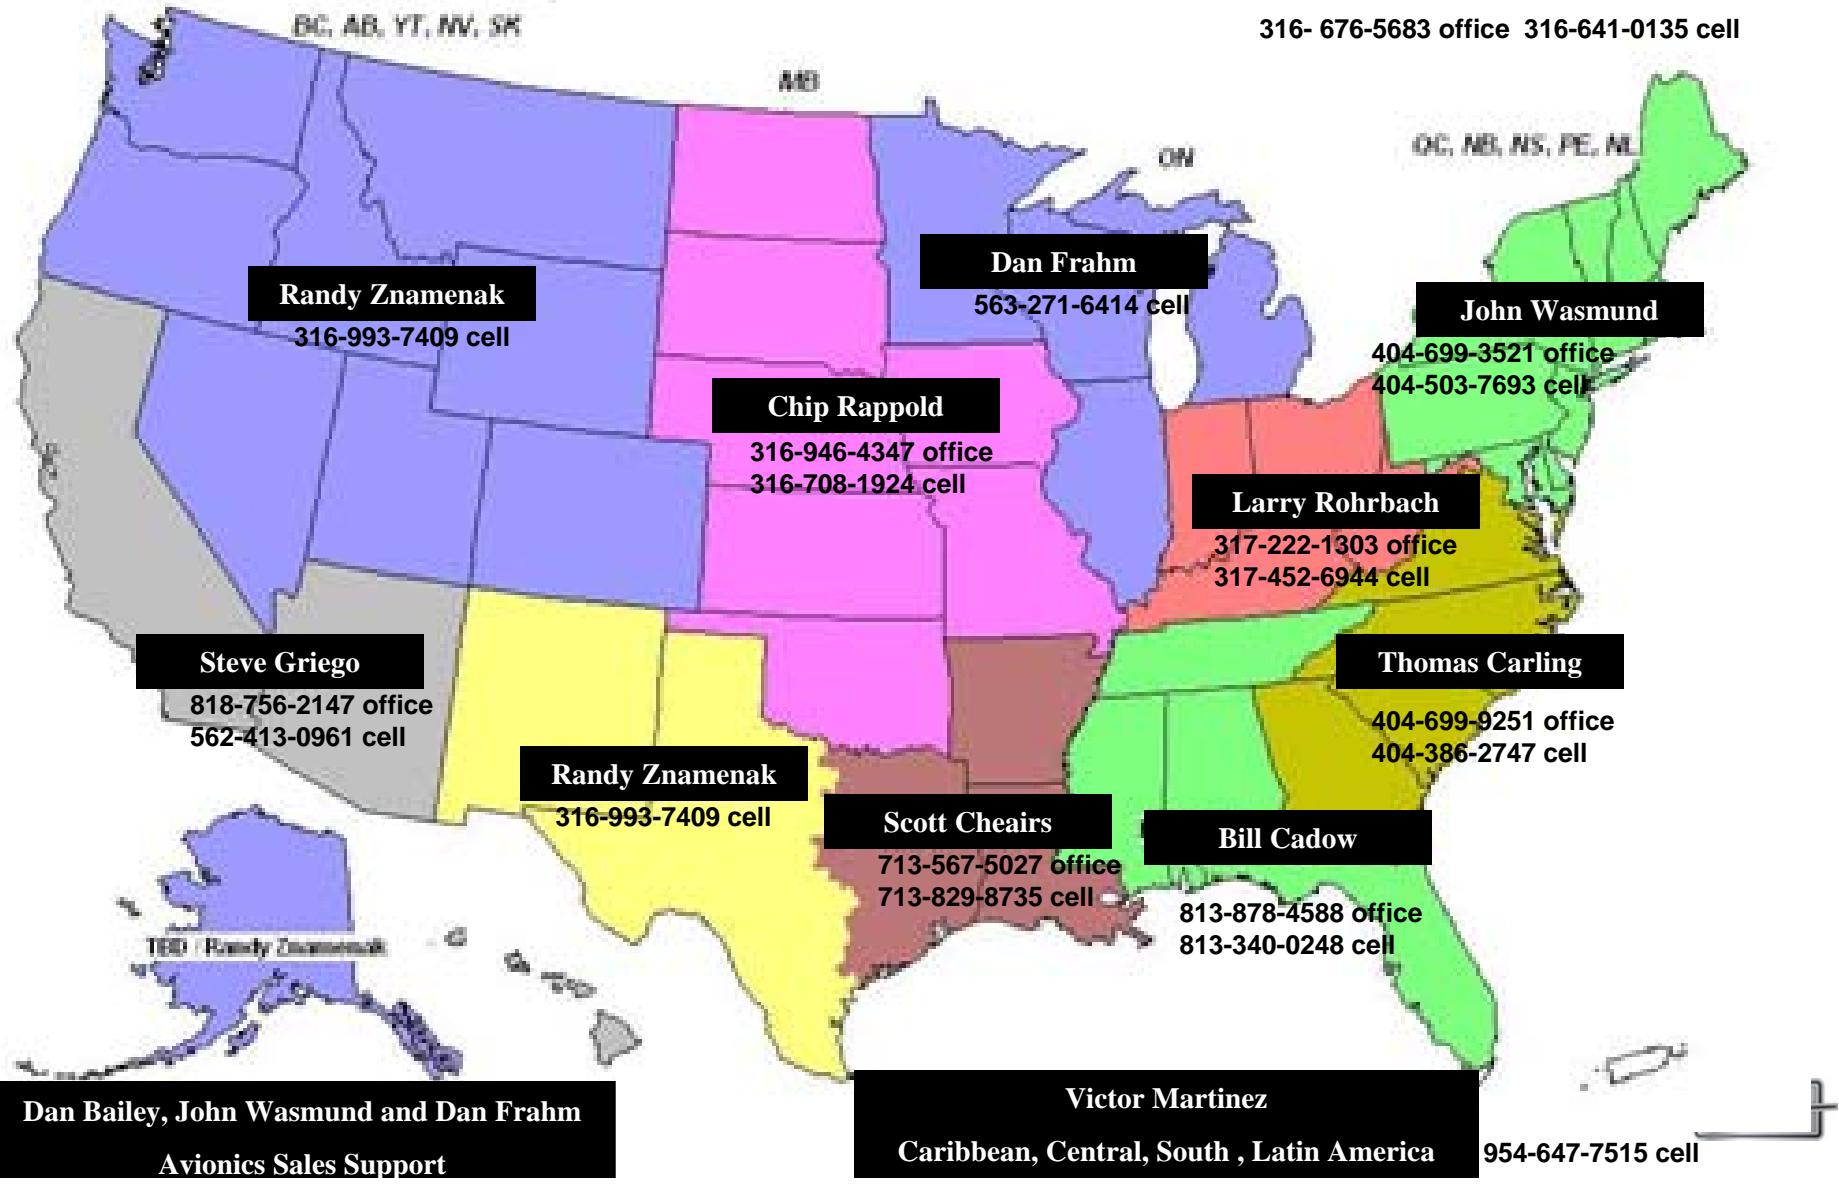 BC, AB, YT, NV, SK
316- 676-5683 office  316-641-0135 cell
MB
ON
QC, NB, NS, PE, NL
Dan Frahm
563-271-6414 cell
Randy Znamenak
316-993-7409 cell
John Wasmund
404-699-3521 office
404-503-7693 cell
Chip Rappold
316-946-4347 office
316-708-1924 cell
Larry Rohrbach
317-222-1303 office
317-452-6944 cell
Steve Griego
818-756-2147 office
562-413-0961 cell
Thomas Carling
404-699-9251 office
404-386-2747 cell
Randy Znamenak
316-993-7409 cell
Scott Cheairs
713-567-5027 office
713-829-8735 cell
Bill Cadow
813-878-4588 office
813-340-0248 cell
TBD / Randy Znamenak
Dan Bailey, John Wasmund and Dan Frahm
Avionics Sales Support
Victor Martinez
Caribbean, Central, South , Latin America
954-647-7515 cell